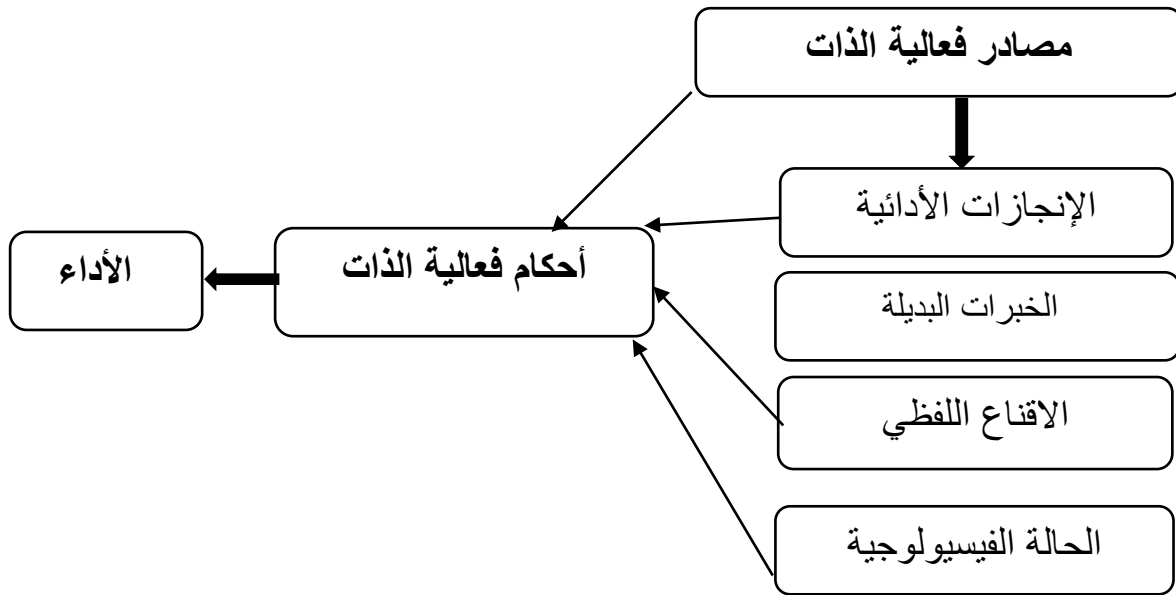 مصادر فعالية الذات
الإنجازات الأدائية
أحكام فعالية الذات
الأداء
الخبرات البديلة
الاقناع اللفظي
الحالة الفيسيولوجية